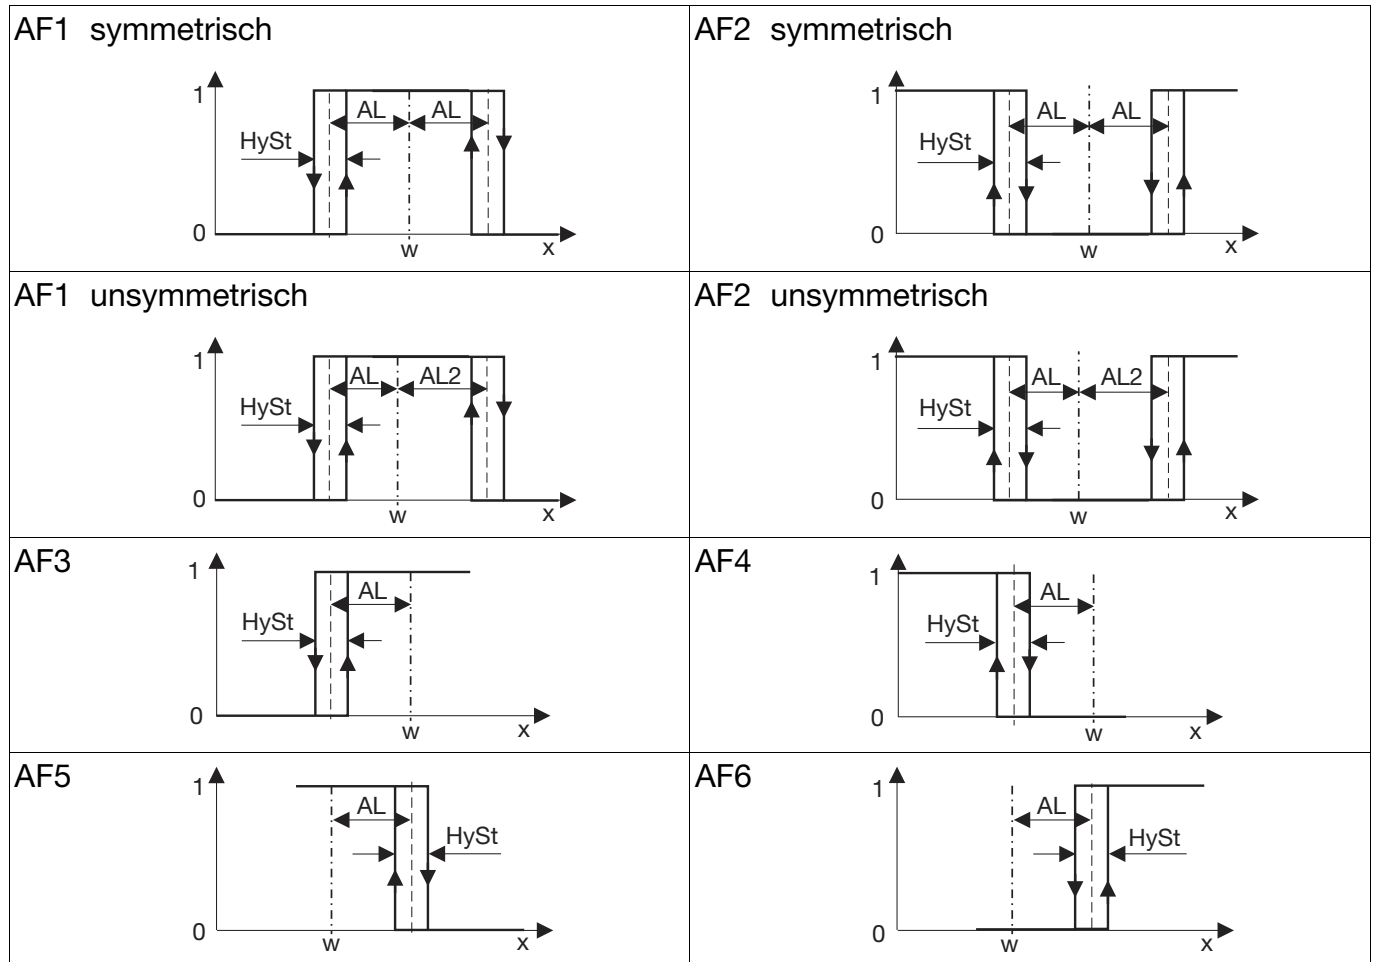 AF1 symmetrisch
1
AL AL
HySt
0
w
x
AF2 symmetrisch
1
AL AL
HySt
0
w
x
AF1 unsymmetrisch
1
AL AL2
HySt
0
w
x
AF2 unsymmetrisch
1
AL AL2
HySt
0
w
x
AF3
1
AL
HySt
0
w
x
AF4
1
AL
HySt
0
w
x
AF5
1
AL
HySt
0
w
x
AF6
1
AL
HySt
0
w
x